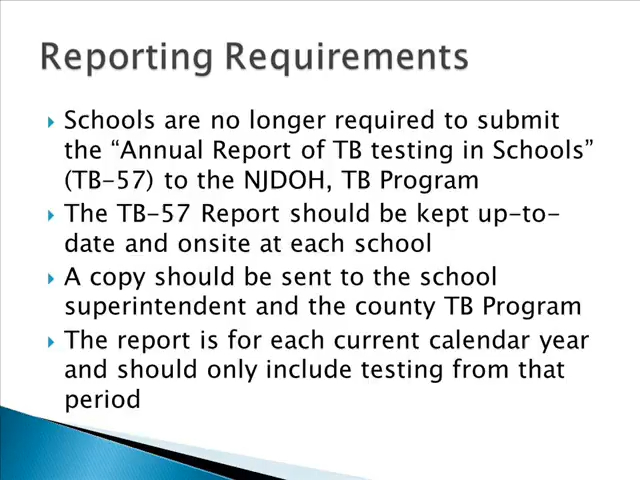 Reporting Requirements
Schools are no longer required to submit
the “Annual Report of TB testing in Schools”
(TB-57) to the NJDOH, TB Program
The TB-57 Report should be kept up-to-
date and onsite at each school
A copy should be sent to the school
superintendent and the county TB Program
The report is for each current calendar year
and should only include testing from that
period